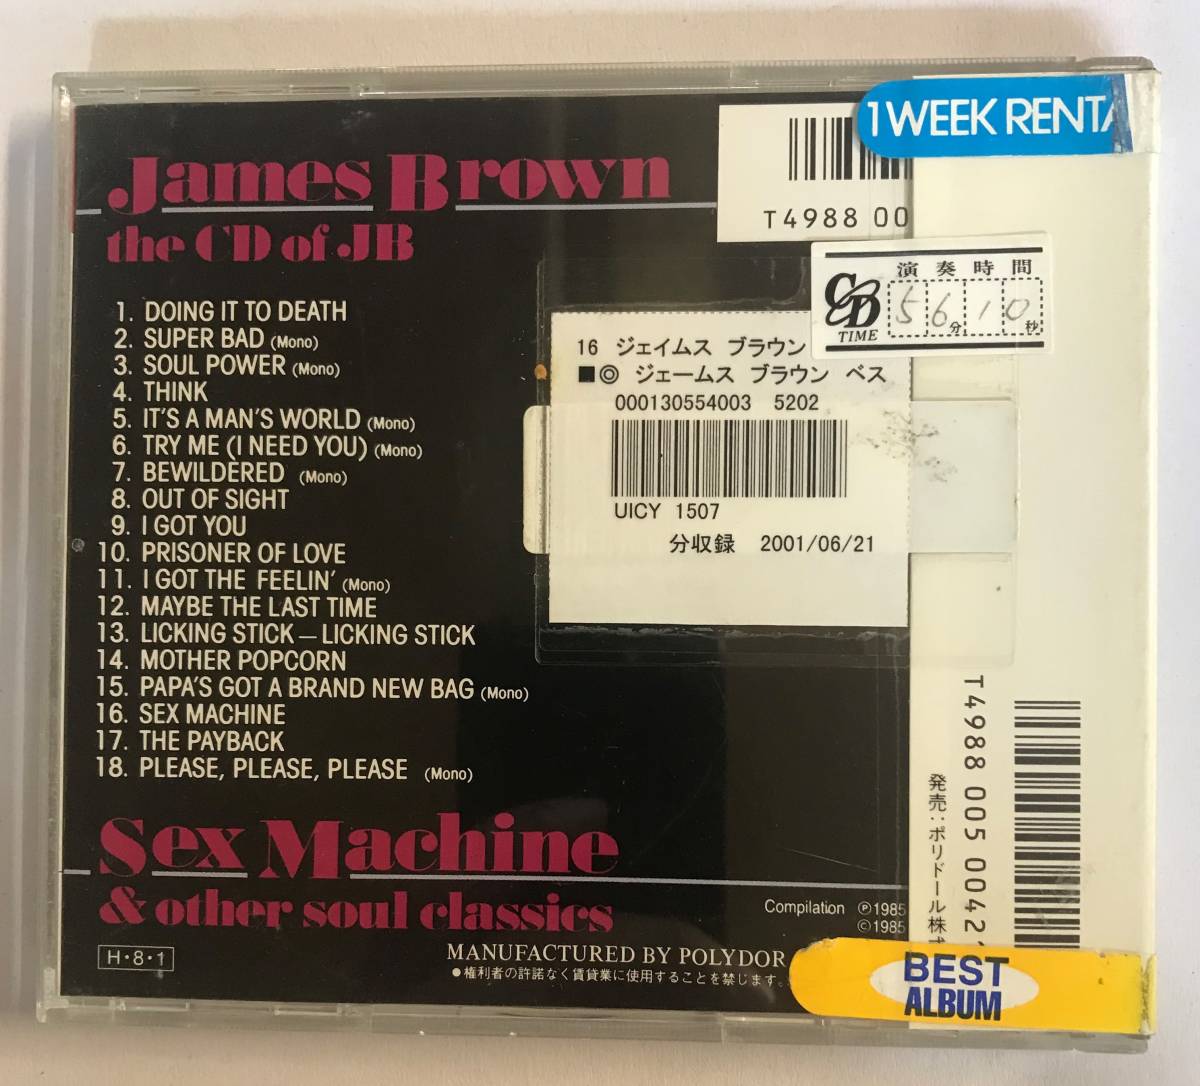 James Brown
the CD of JB
1. DOING IT TO DEATH
2. SUPER BAD (Mono)
3. SOUL POWER (Mono)
4. THINK
5. IT'S A MAN'S WORLD (Mono)
6. TRY ME (I NEED YOU) (Mono)
7. BEWILDERED (Mono)
8. OUT OF SIGHT
9. I GOT YOU
10. PRISONER OF LOVE
11. I GOT THE FEELIN' (Mono)
12. MAYBE THE LAST TIME
13. LICKING STICK – LICKING STICK
14. MOTHER POPCORN
15. PAPA'S GOT A BRAND NEW BAG (Mono)
16. SEX MACHINE
17. THE PAYBACK
18. PLEASE, PLEASE, PLEASE (Mono)
Sex Machine
& other soul classics
Compilation ℗1985
©1985
H・8・1
MANUFACTURED BY POLYDOR
●権利者の許諾なく賃貸業に使用することを禁じます。
1 WEEK RENTA
T4988 00
CD TIME
演奏時間
56分10秒
16 ジェイムス ブラウン
■◎ ジェームス ブラウン ベス
000130554003 5202
UICY 1507
分収録 2001/06/21
T4988 005 0042
発売:ポリドール株式
BEST
ALBUM